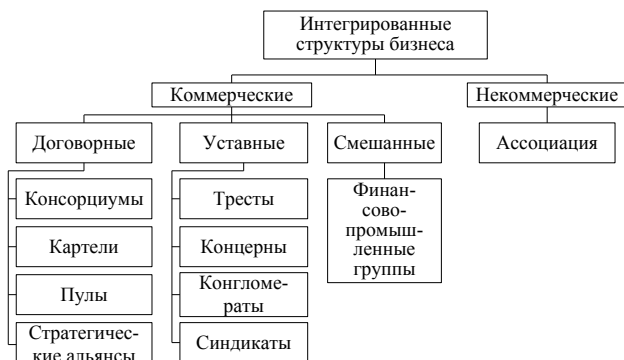 Интегрированные
структуры бизнеса
Коммерческие
Некоммерческие
Договорные
Уставные
Смешанные
Ассоциация
Консорциумы
Картели
Пулы
Стратегичес-
кие альянсы
Тресты
Концерны
Конгломе-
раты
Синдикаты
Финан-
сово-
промыш-
ленные
группы